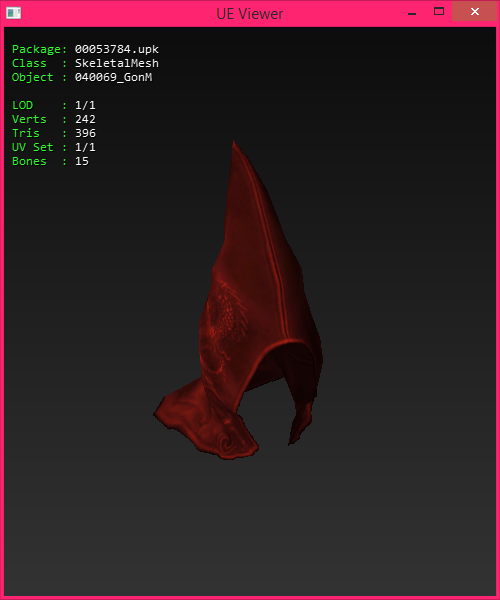 UE Viewer
Package: 00053784.upk
Class : SkeletalMesh
Object : 040069_GonM
LOD : 1/1
Verts : 242
Tris : 396
UV Set : 1/1
Bones : 15